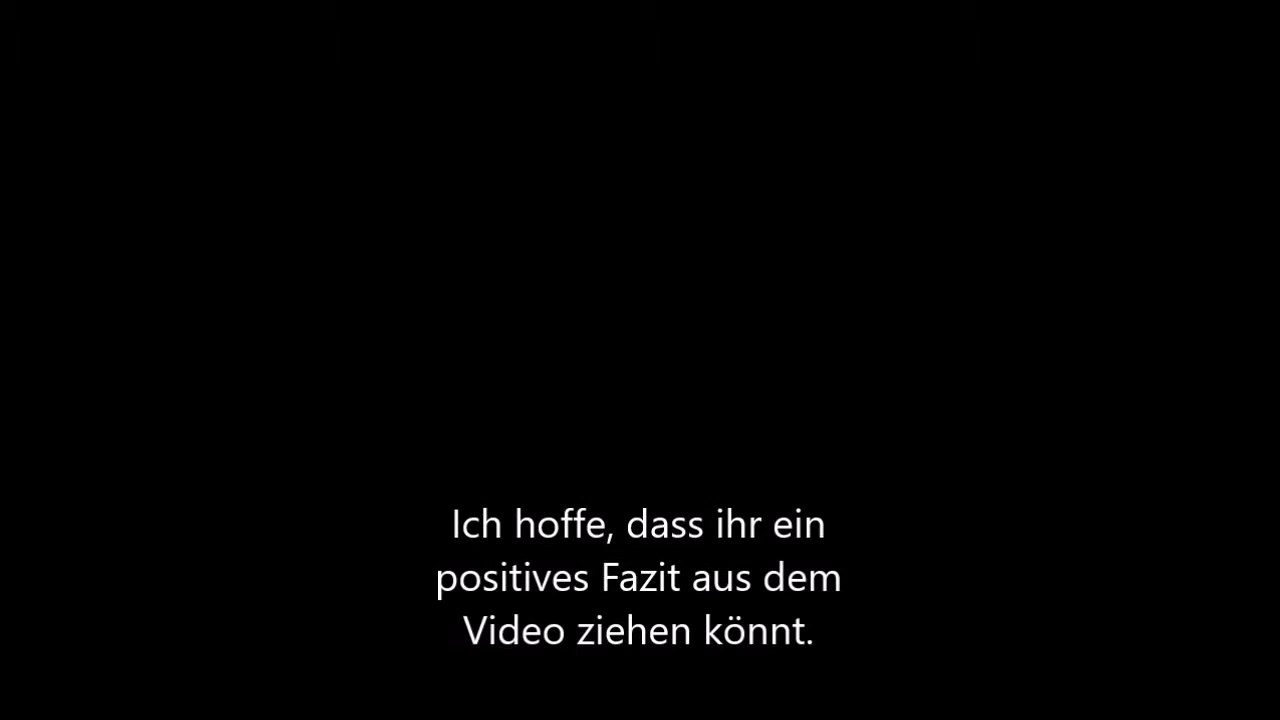 Ich hoffe, dass ihr ein
positives Fazit aus dem
Video ziehen könnt.